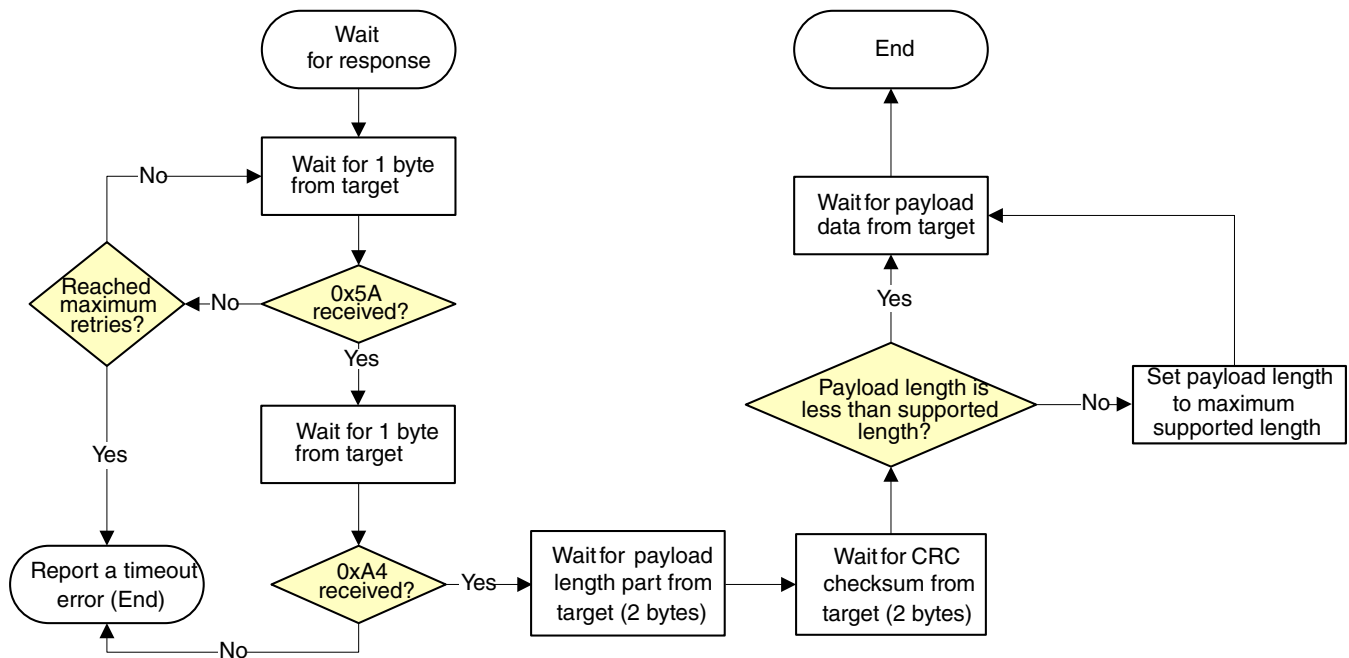 Wait
for response
Wait for 1 byte
from target
No
Reached
maximum
retries?
No
0x5A
received?
Yes
Wait for 1 byte
from target
Yes
Report a timeout
error (End)
0xA4
received?
No
Yes
Wait for payload
length part from
target (2 bytes)
Wait for CRC
checksum from
target (2 bytes)
Payload length is
less than supported
length?
No
Set payload length
to maximum
supported length
Yes
Wait for payload
data from target
End